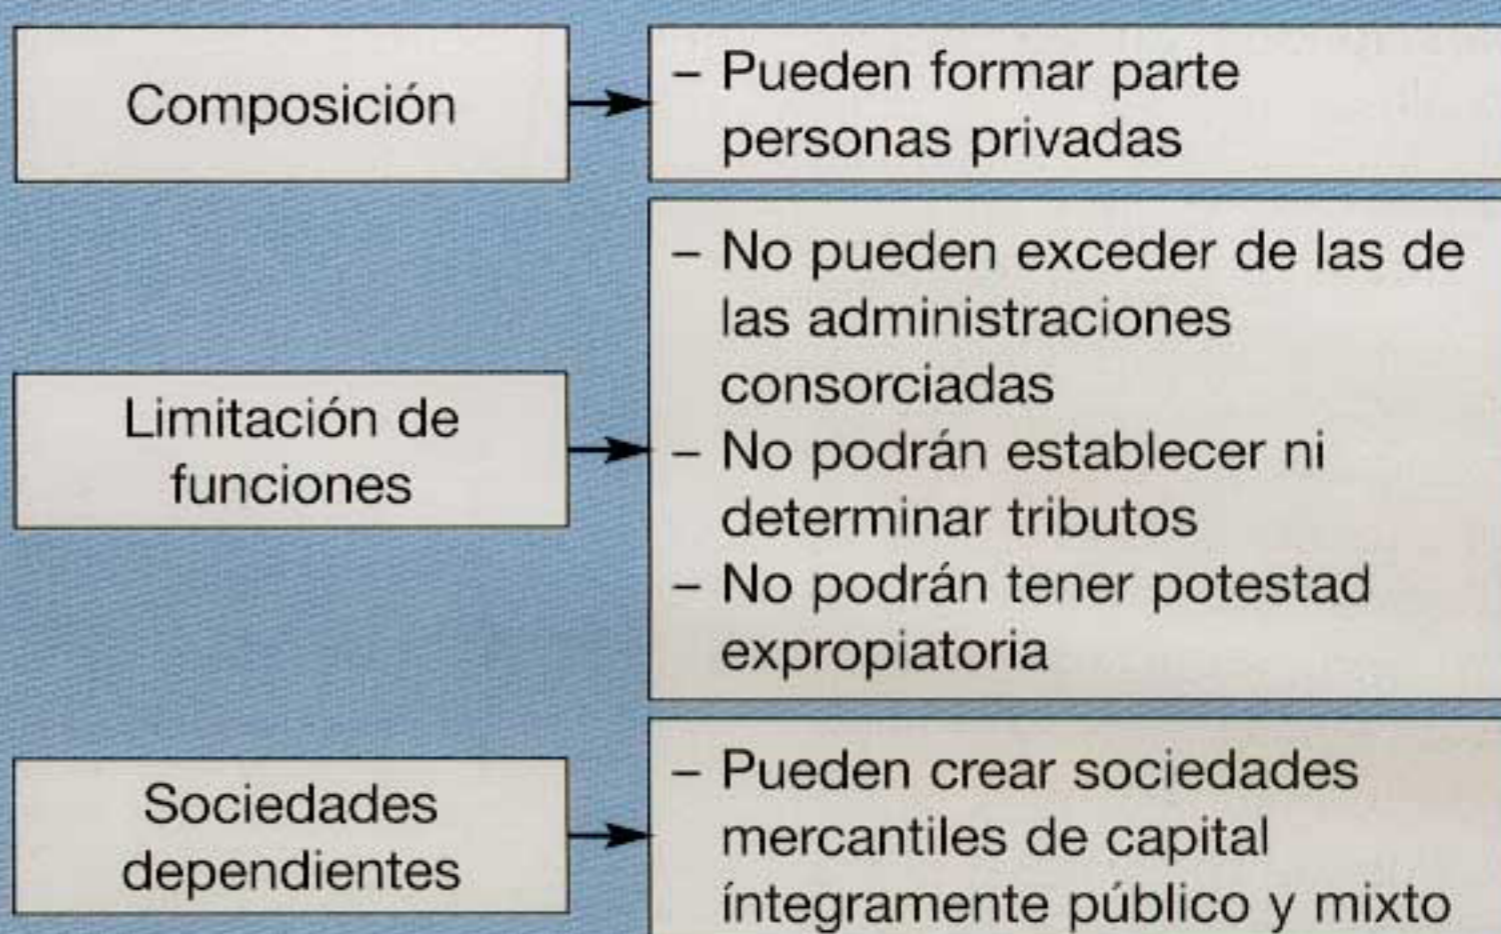 Composición
– Pueden formar parte
personas privadas
Limitación de
funciones
– No pueden exceder de las de
las administraciones
consorciadas
– No podrán establecer ni
determinar tributos
– No podrán tener potestad
expropiatoria
Sociedades
dependientes
– Pueden crear sociedades
mercantiles de capital
íntegramente público y mixto